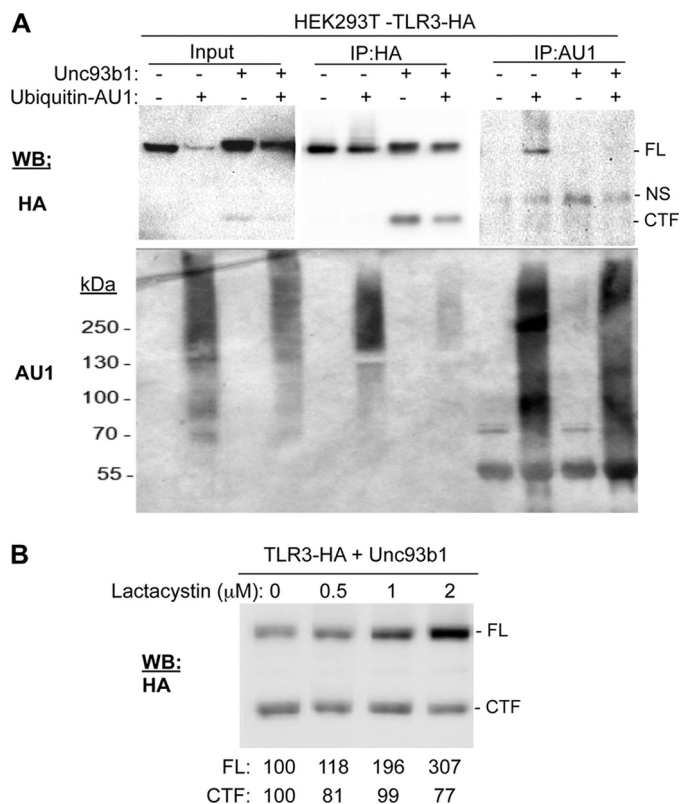 A
HEK293T -TLR3-HA
Input IP:HA IP:AU1
Unc93b1: - - + + - - + + - - + +
Ubiquitin-AU1: - + - + - + - + - + - +
WB;
HA
- FL
- NS
- CTF
kDa
250 -
130 -
100 -
70 -
55 -
AU1
B
TLR3-HA + Unc93b1
Lactacystin (μM): 0 0.5 1 2
WB:
HA
- FL
- CTF
FL: 100 118 196 307
CTF: 100 81 99 77